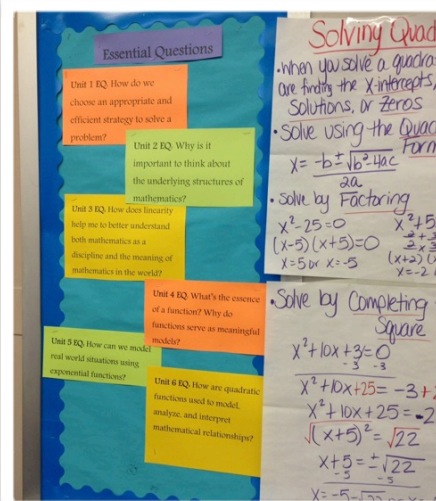 Essential Questions
Unit 1 EQ. How do we
choose an appropriate and
efficient strategy to solve a
problem?
Unit 2 EQ. Why is it
important to think about
the underlying structures of
mathematics?
Unit 3 EQ. How does linearity
help me to better understand
both mathematics as a
discipline and the meaning of
mathematics in the world?
Unit 4 EQ. What's the essence
of a function? Why do
functions serve as meaningful
models?
Unit 5 EQ. How can we model
real world situations using
exponential functions?
Unit 6 EQ. How are quadratic
functions used to model,
analyze, and interpret
mathematical relationships?
Solving Quad
•When you solve a quadra
are finding the X-intercepts,
Solutions, or Zeros
•Solve using the Quad
Form
X = -b±√b²-4ac
2a
•Solve by Factoring
x²-25=0
(x-5)(x+5)=0
x=5 or x=-5
x²+5
(x+2)(
x=-2
•Solve by Completing
Square
x²+10x+3=0
-3 -3
x²+10x+25=-3+2
x²+10x+25=
√(x+5)²=√22
x+5=±√22
-5 -5
x=-5-√22